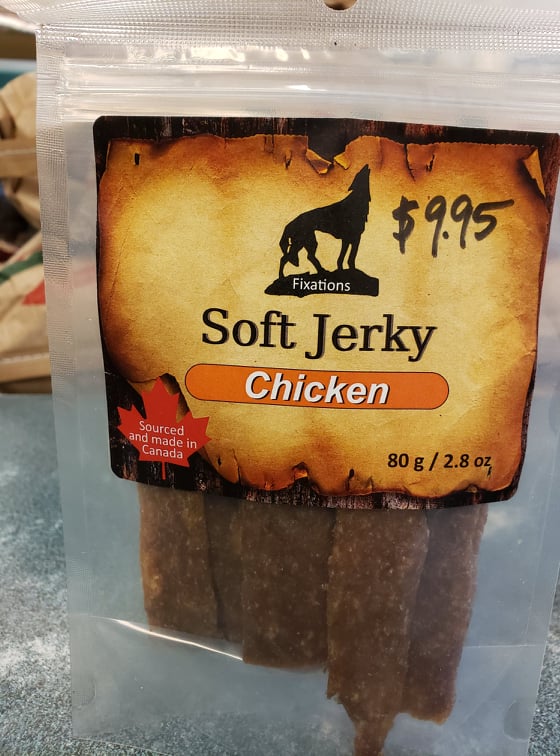 $9.95
Fixations
Soft Jerky
Chicken
Sourced
and made in
Canada
80 g / 2.8 oz